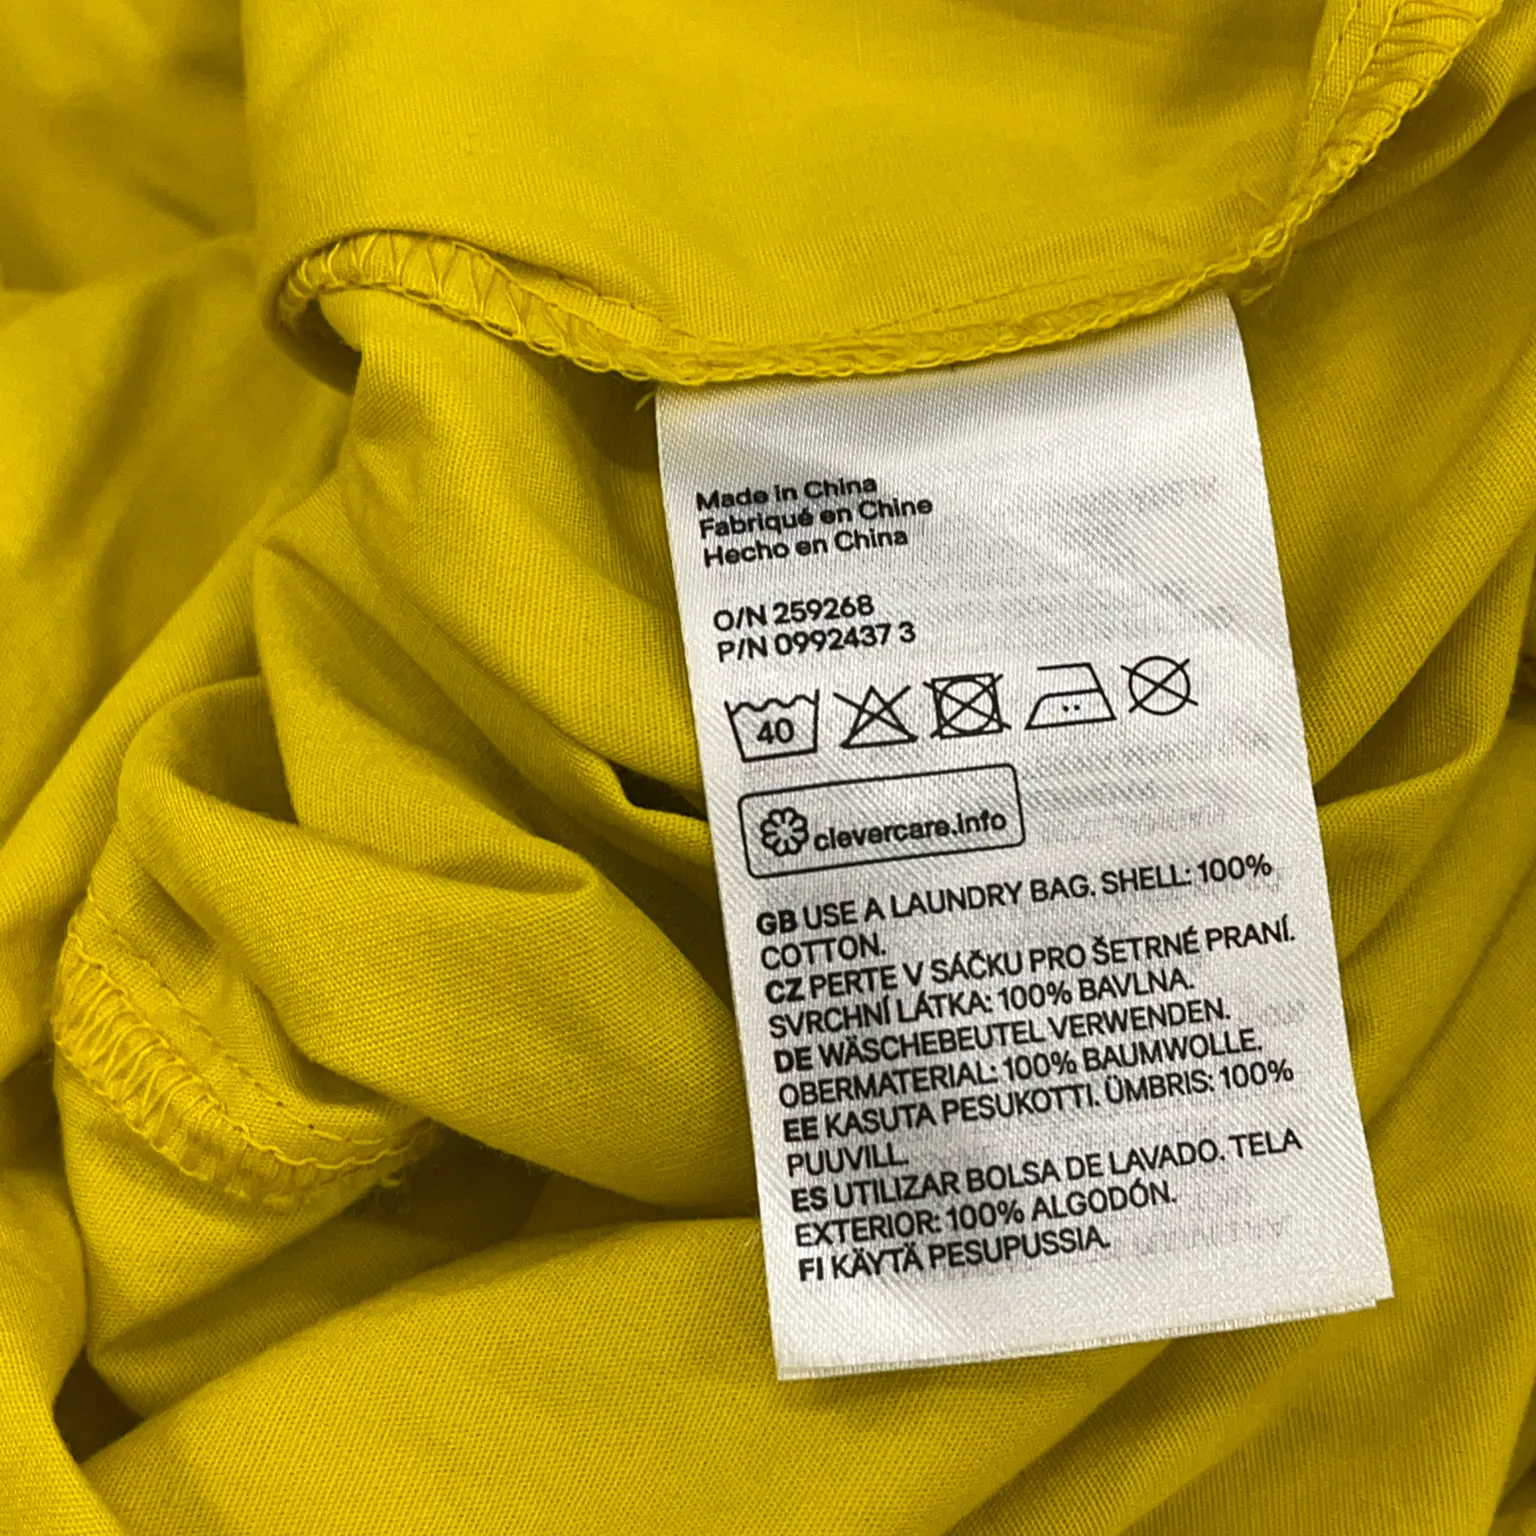 Made in China
Fabriqué en Chine
Hecho en China
O/N 259268
P/N 0992437 3
40
clevercare.info
GB USE A LAUNDRY BAG. SHELL: 100%
COTTON.
CZ PERTE V SÁČKU PRO ŠETRNÉ PRANÍ.
SVRCHNÍ LÁTKA: 100% BAVLNA.
DE WÄSCHEBEUTEL VERWENDEN.
OBERMATERIAL: 100% BAUMWOLLE.
EE KASUTA PESUKOTTI. ÜMBRIS: 100%
PUUVILL.
ES UTILIZAR BOLSA DE LAVADO. TELA
EXTERIOR: 100% ALGODÓN.
FI KÄYTÄ PESUPUSSIA.